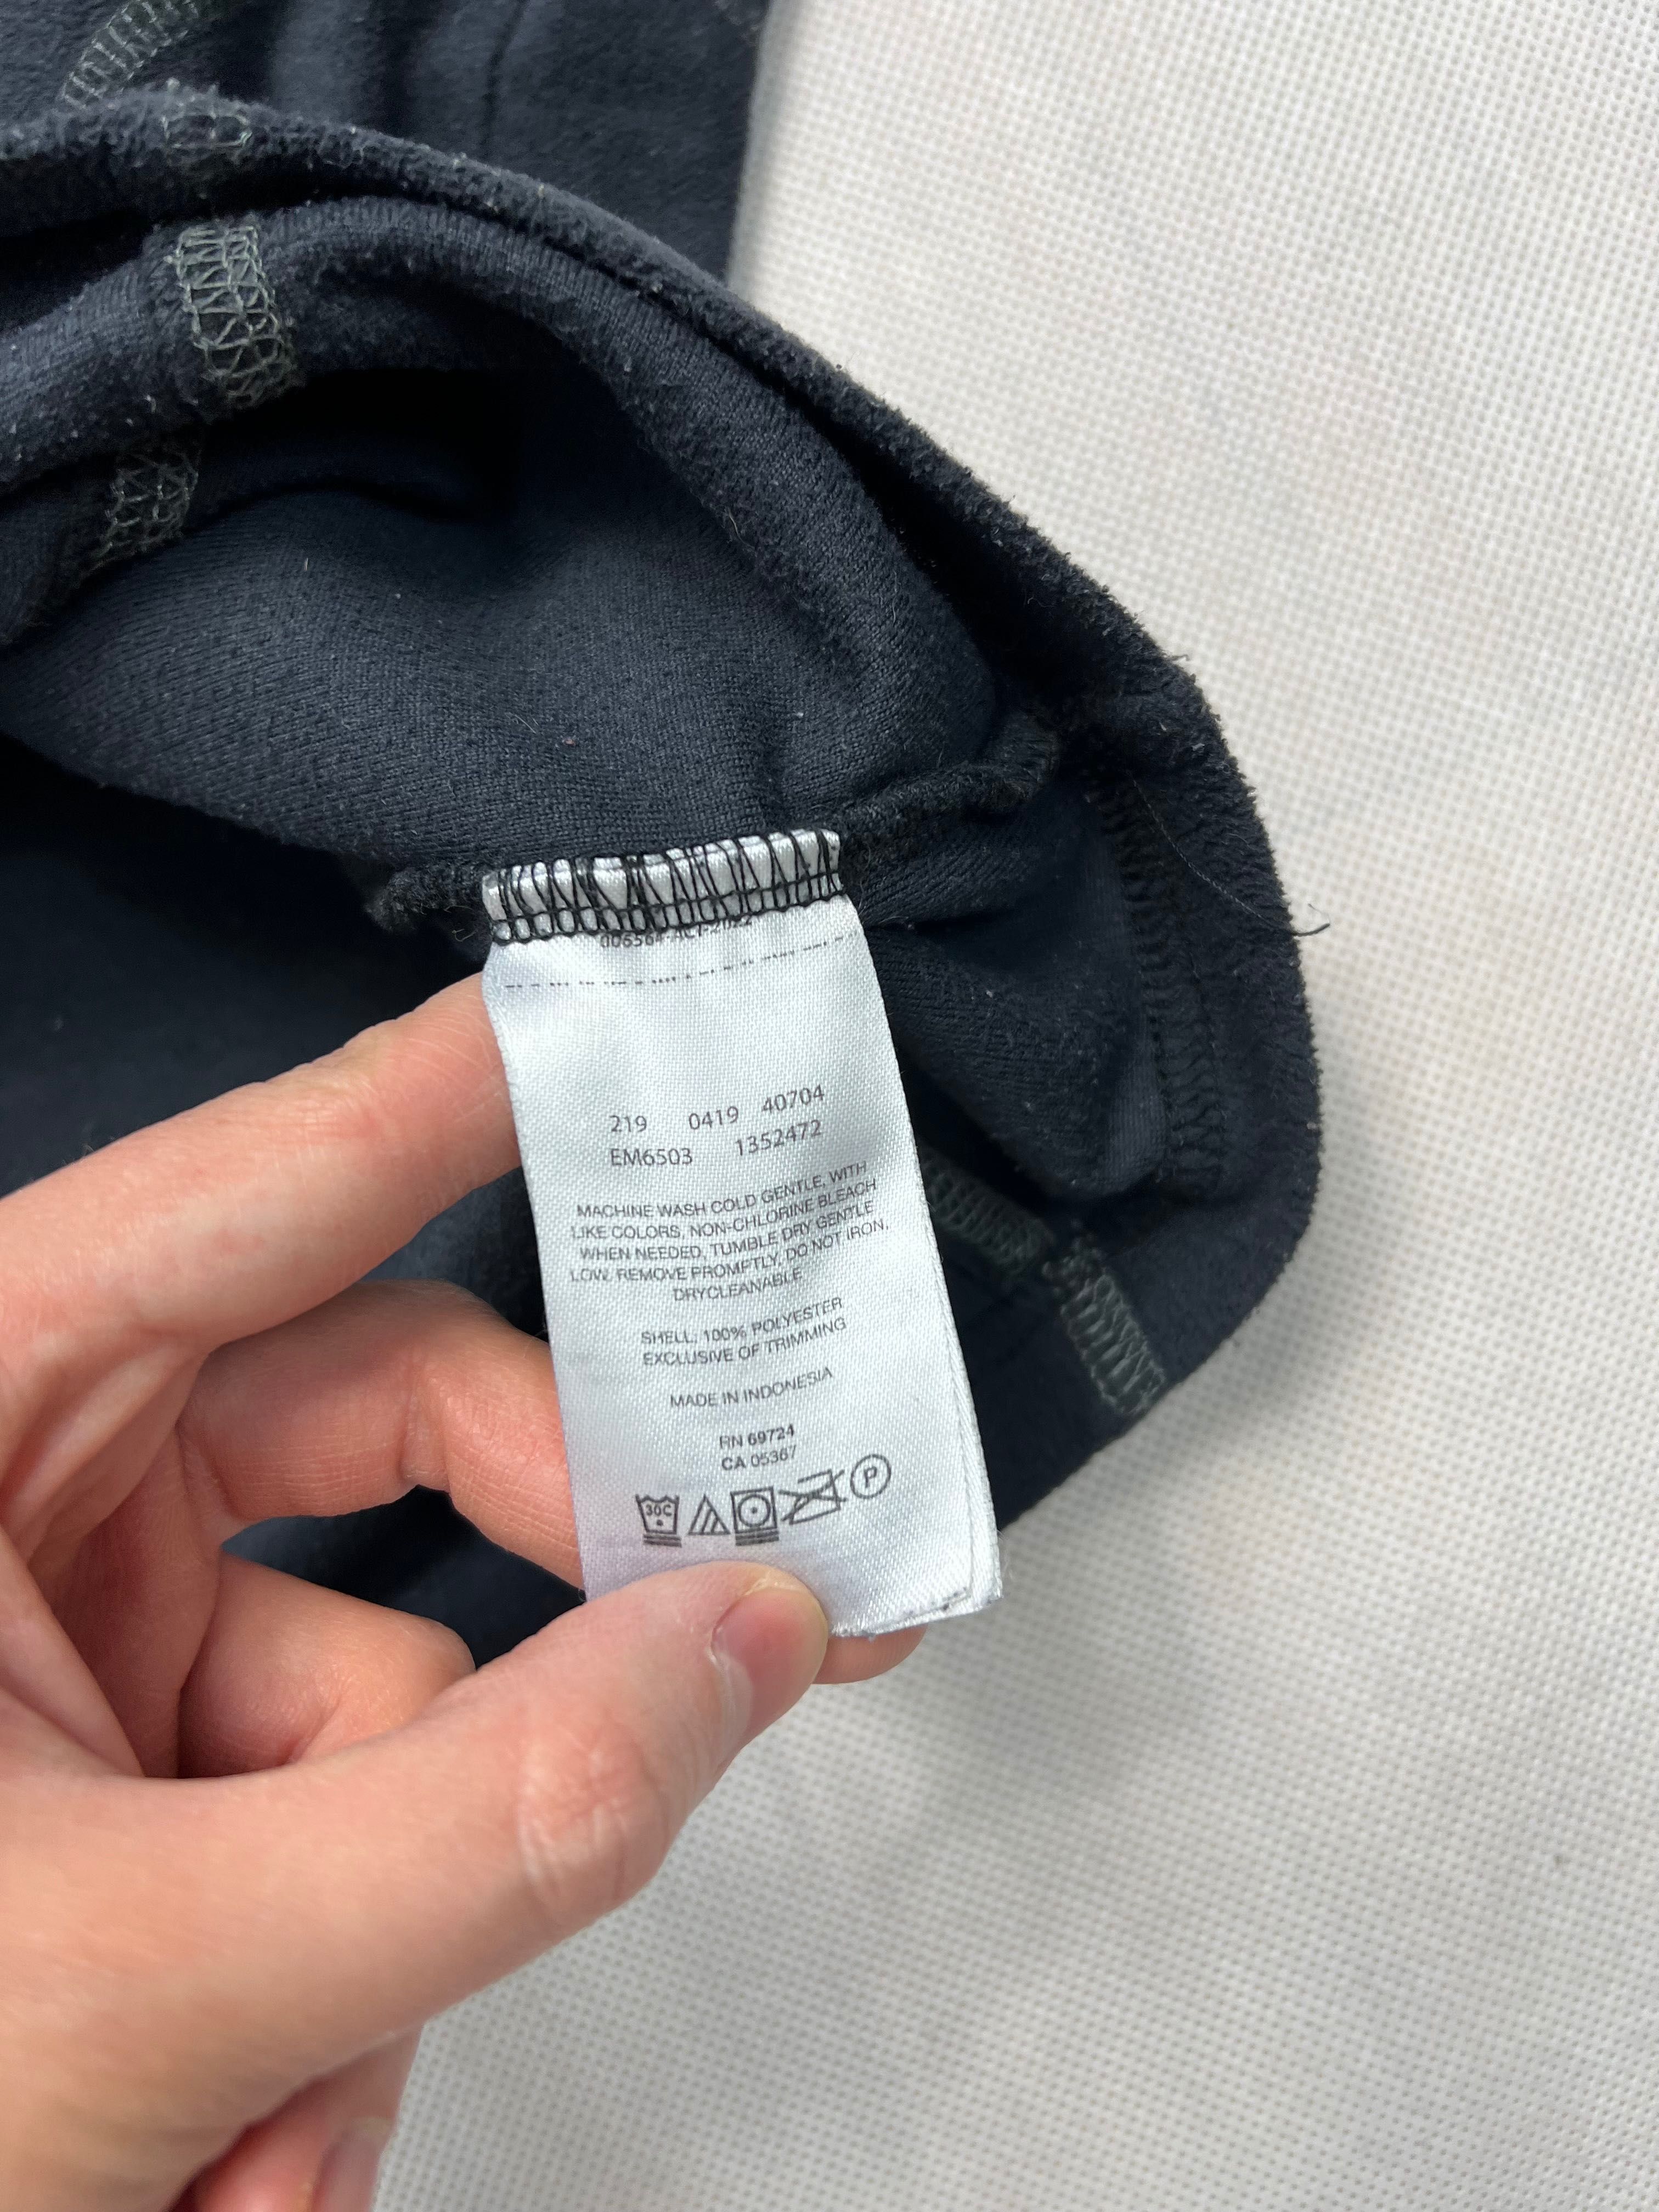 219 0419 40704
EM6503 1352472
MACHINE WASH COLD GENTLE, WITH
LIKE COLORS, NON-CHLORINE BLEACH
WHEN NEEDED, TUMBLE DRY GENTLE
LOW, REMOVE PROMPTLY, DO NOT IRON,
DRYCLEANABLE
SHELL: 100% POLYESTER
EXCLUSIVE OF TRIMMING
MADE IN INDONESIA
RN 69724
CA 05367
30C
P